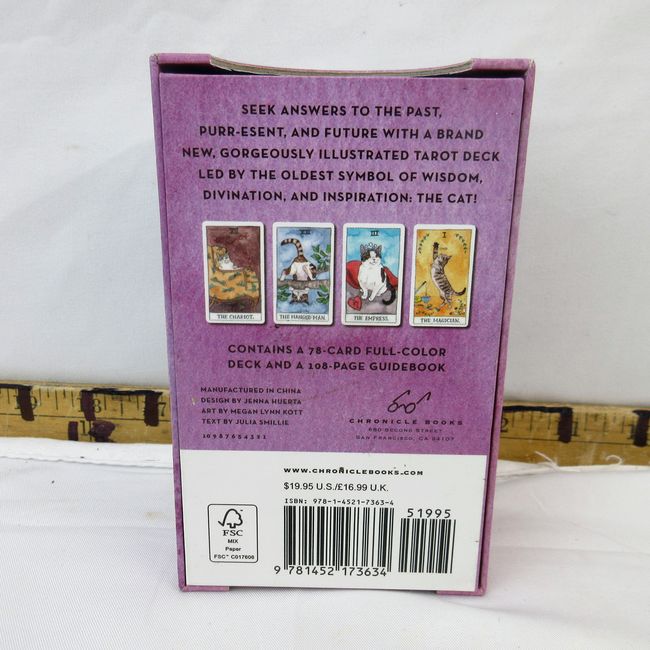 SEEK ANSWERS TO THE PAST,
PURR-ESENT, AND FUTURE WITH A BRAND
NEW, GORGEOUSLY ILLUSTRATED TAROT DECK
LED BY THE OLDEST SYMBOL OF WISDOM,
DIVINATION, AND INSPIRATION: THE CAT!
VII
THE CHARIOT.
XII
THE HANGED MAN.
III
THE EMPRESS.
I
THE MAGICIAN.
CONTAINS A 78-CARD FULL-COLOR
DECK AND A 108-PAGE GUIDEBOOK
MANUFACTURED IN CHINA
DESIGN BY JENNA HUERTA
ART BY MEGAN LYNN KOTT
TEXT BY JULIA SMILLIE
10 9 8 7 6 5 4 3 2 1
CHRONICLE BOOKS
680 SECOND STREET
SAN FRANCISCO, CA 94107
WWW.CHRONICLEBOOKS.COM
$19.95 U.S./£16.99 U.K.
ISBN: 978-1-4521-7363-4
51995
9 781452 173634
FSC
MIX
Paper
FSC™ C017606